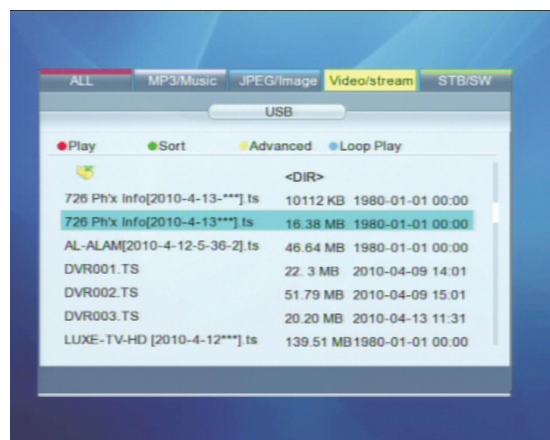 ALL MP3/Music JPEG/Image Video/stream STB/SW
USB
Play Sort Advanced Loop Play
<DIR>
726 Ph'x Info[2010-4-13-***].ts 10112 KB 1980-01-01 00:00
726 Ph'x Info[2010-4-13***].ts 16.38 MB 1980-01-01 00:00
AL-ALAM[2010-4-12-5-36-2].ts 46.64 MB 1980-01-01 00:00
DVR001.TS 22. 3 MB 2010-04-09 14:01
DVR002.TS 51.79 MB 2010-04-09 15:01
DVR003.TS 20.20 MB 2010-04-13 11:31
LUXE-TV-HD [2010-4-12***].ts 139.51 MB1980-01-01 00:00